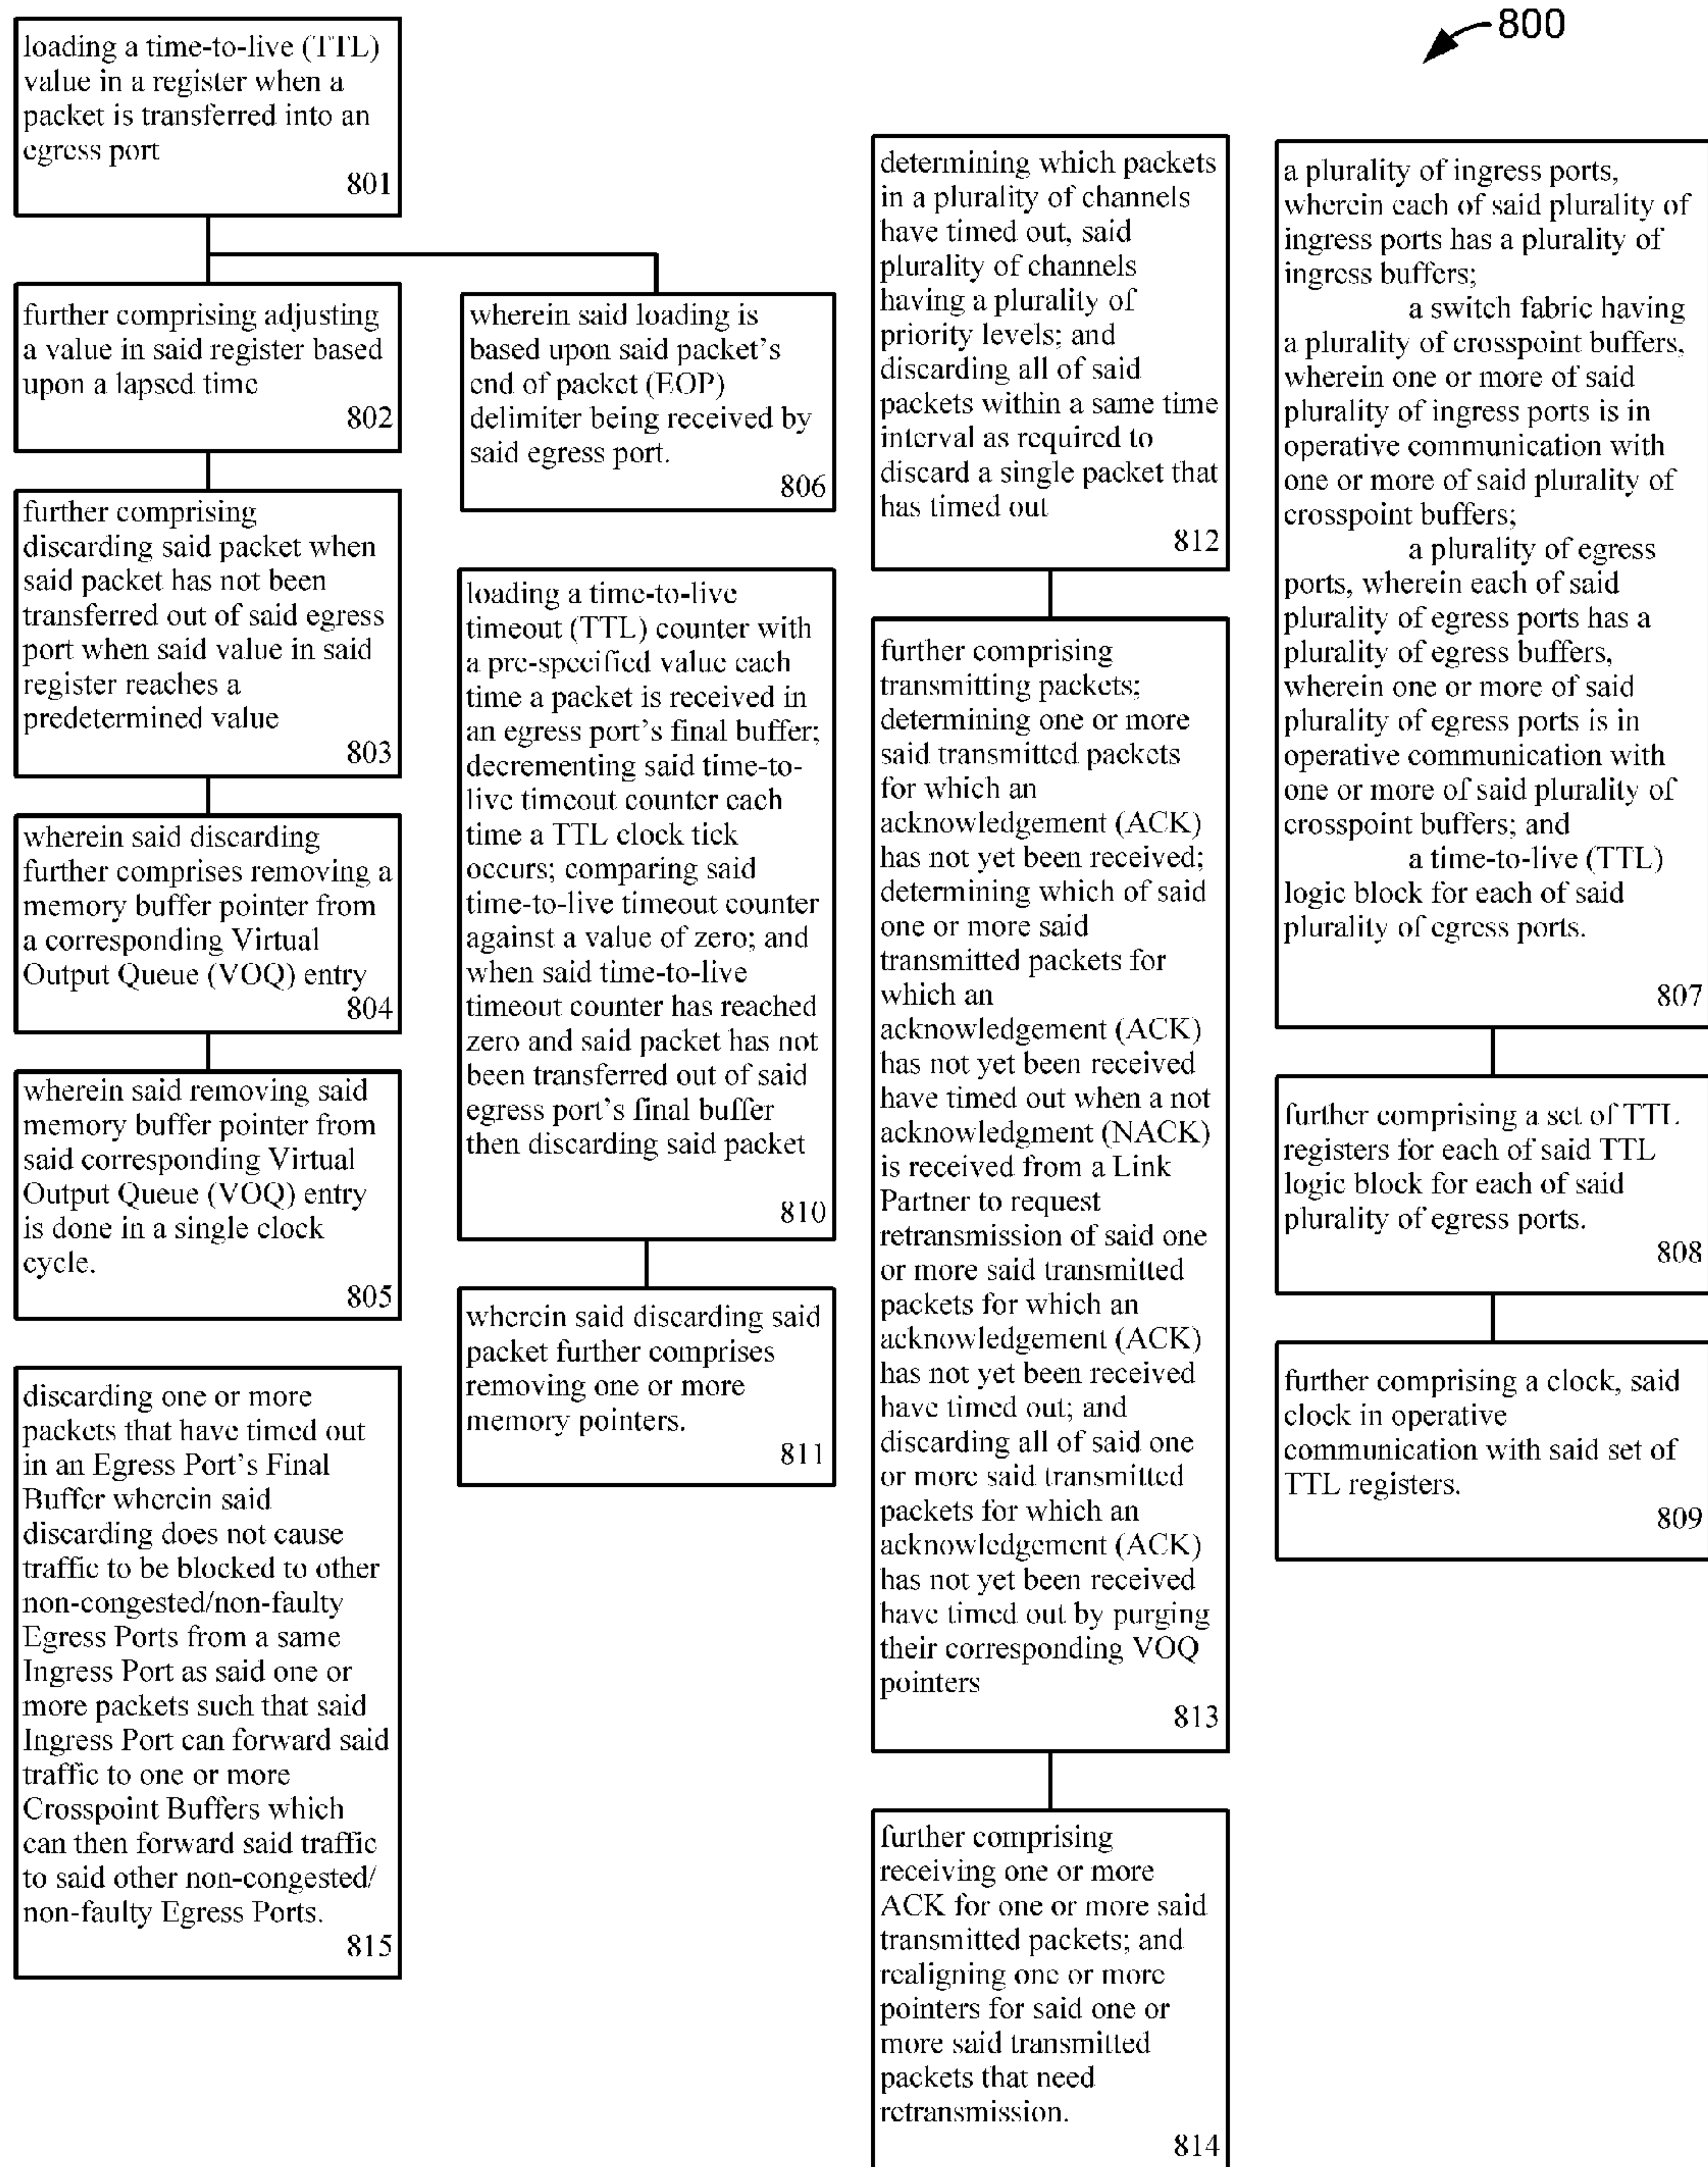 800
loading a time-to-live (TTL)
value in a register when a
packet is transferred into an
egress port
801
further comprising adjusting
a value in said register based
upon a lapsed time
802
further comprising
discarding said packet when
said packet has not been
transferred out of said egress
port when said value in said
register reaches a
predetermined value
803
wherein said discarding
further comprises removing a
memory buffer pointer from
a corresponding Virtual
Output Queue (VOQ) entry
804
wherein said removing said
memory buffer pointer from
said corresponding Virtual
Output Queue (VOQ) entry
is done in a single clock
cycle.
805
discarding one or more
packets that have timed out
in an Egress Port's Final
Buffer wherein said
discarding does not cause
traffic to be blocked to other
non-congested/non-faulty
Egress Ports from a same
Ingress Port as said one or
more packets such that said
Ingress Port can forward said
traffic to one or more
Crosspoint Buffers which
can then forward said traffic
to said other non-congested/
non-faulty Egress Ports.
815
wherein said loading is
based upon said packet's
end of packet (EOP)
delimiter being received by
said egress port.
806
loading a time-to-live
timeout (TTL) counter with
a pre-specified value each
time a packet is received in
an egress port's final buffer;
decrementing said time-to-
live timeout counter each
time a TTL clock tick
occurs; comparing said
time-to-live timeout counter
against a value of zero; and
when said time-to-live
timeout counter has reached
zero and said packet has not
been transferred out of said
egress port's final buffer
then discarding said packet
810
wherein said discarding said
packet further comprises
removing one or more
memory pointers.
811
determining which packets
in a plurality of channels
have timed out, said
plurality of channels
having a plurality of
priority levels; and
discarding all of said
packets within a same time
interval as required to
discard a single packet that
has timed out
812
further comprising
transmitting packets;
determining one or more
said transmitted packets
for which an
acknowledgement (ACK)
has not yet been received;
determining which of said
one or more said
transmitted packets for
which an
acknowledgement (ACK)
has not yet been received
have timed out when a not
acknowledgment (NACK)
is received from a Link
Partner to request
retransmission of said one
or more said transmitted
packets for which an
acknowledgement (ACK)
has not yet been received
have timed out; and
discarding all of said one
or more said transmitted
packets for which an
acknowledgement (ACK)
has not yet been received
have timed out by purging
their corresponding VOQ
pointers
813
further comprising
receiving one or more
ACK for one or more said
transmitted packets; and
realigning one or more
pointers for said one or
more said transmitted
packets that need
retransmission.
814
a plurality of ingress ports,
wherein each of said plurality of
ingress ports has a plurality of
ingress buffers;
a switch fabric having
a plurality of crosspoint buffers,
wherein one or more of said
plurality of ingress ports is in
operative communication with
one or more of said plurality of
crosspoint buffers;
a plurality of egress
ports, wherein each of said
plurality of egress ports has a
plurality of egress buffers,
wherein one or more of said
plurality of egress ports is in
operative communication with
one or more of said plurality of
crosspoint buffers; and
a time-to-live (TTL)
logic block for each of said
plurality of egress ports.
807
further comprising a set of TTL
registers for each of said TTL
logic block for each of said
plurality of egress ports.
808
further comprising a clock, said
clock in operative
communication with said set of
TTL registers.
809